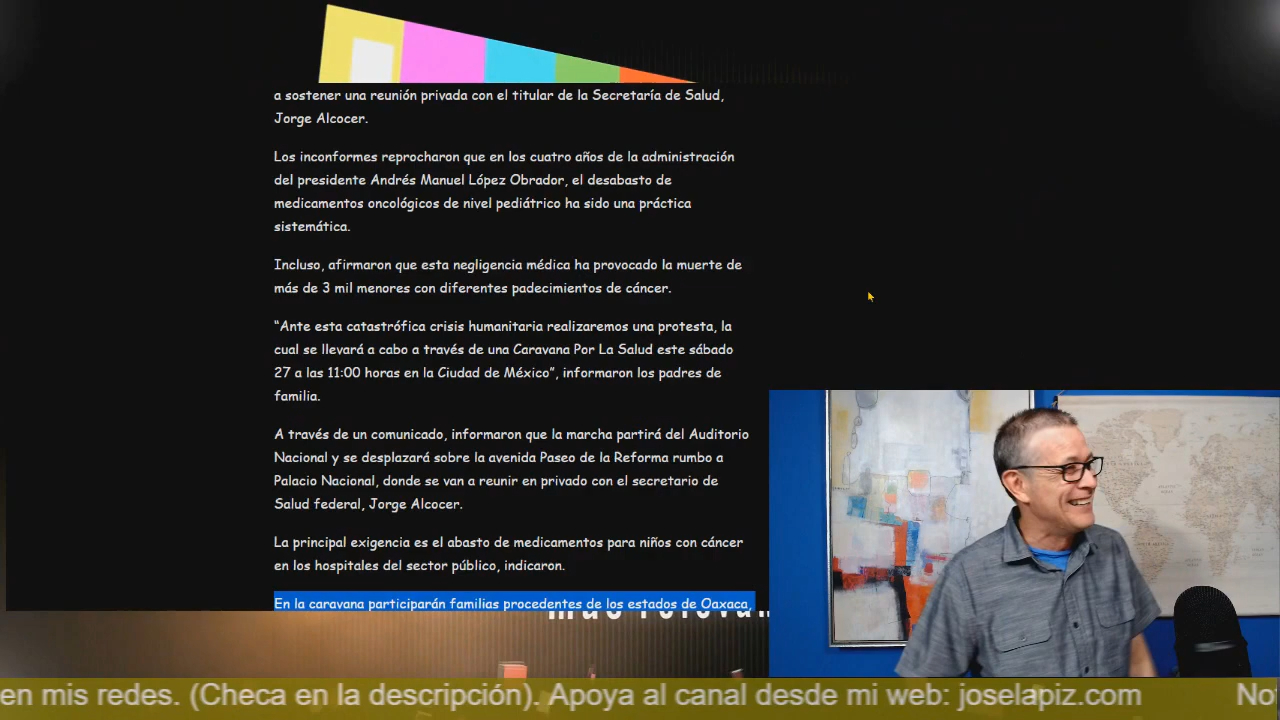 a sostener una reunión privada con el titular de la Secretaría de Salud,
Jorge Alcocer.
Los inconformes reprocharon que en los cuatro años de la administración
del presidente Andrés Manuel López Obrador, el desabasto de
medicamentos oncológicos de nivel pediátrico ha sido una práctica
sistemática.
Incluso, afirmaron que esta negligencia médica ha provocado la muerte de
más de 3 mil menores con diferentes padecimientos de cáncer.
“Ante esta catastrófica crisis humanitaria realizaremos una protesta, la
cual se llevará a cabo a través de una Caravana Por La Salud este sábado
27 a las 11:00 horas en la Ciudad de México”, informaron los padres de
familia.
A través de un comunicado, informaron que la marcha partirá del Auditorio
Nacional y se desplazará sobre la avenida Paseo de la Reforma rumbo a
Palacio Nacional, donde se van a reunir en privado con el secretario de
Salud federal, Jorge Alcocer.
La principal exigencia es el abasto de medicamentos para niños con cáncer
en los hospitales del sector público, indicaron.
En la caravana participarán familias procedentes de los estados de Oaxaca,
en mis redes. (Checa en la descripción). Apoya al canal desde mi web: joselapiz.com